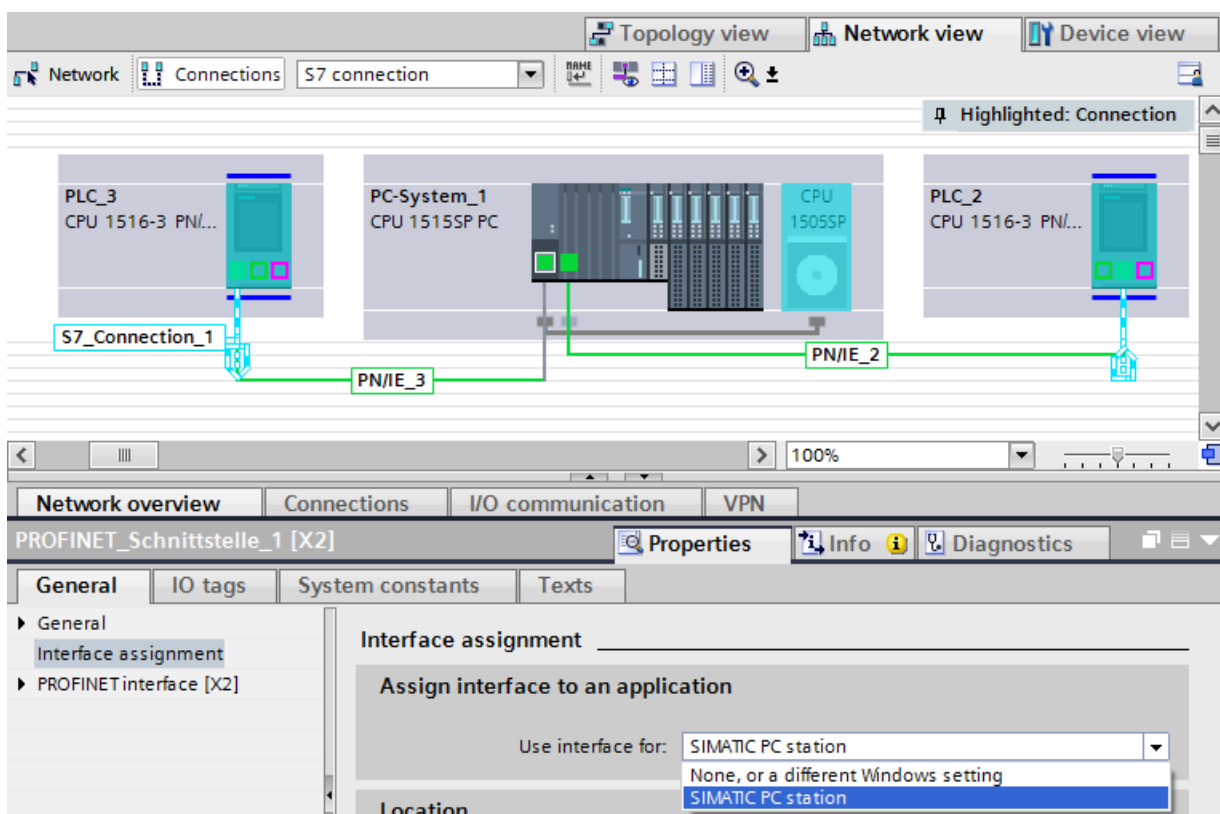 Topology view Network view Device view
Network Connections S7 connection
Highlighted: Connection
PLC_3
CPU 1516-3 PN/...
PC-System_1
CPU 1515SP PC
CPU
1505SP
PLC_2
CPU 1516-3 PN/...
S7_Connection_1
PN/IE_2
PN/IE_3
100%
Network overview Connections I/O communication VPN
PROFINET_Schnittstelle_1 [X2] Properties Info Diagnostics
General IO tags System constants Texts
General
Interface assignment
PROFINET interface [X2]
Interface assignment
Assign interface to an application
Use interface for: SIMATIC PC station
None, or a different Windows setting
SIMATIC PC station
Location